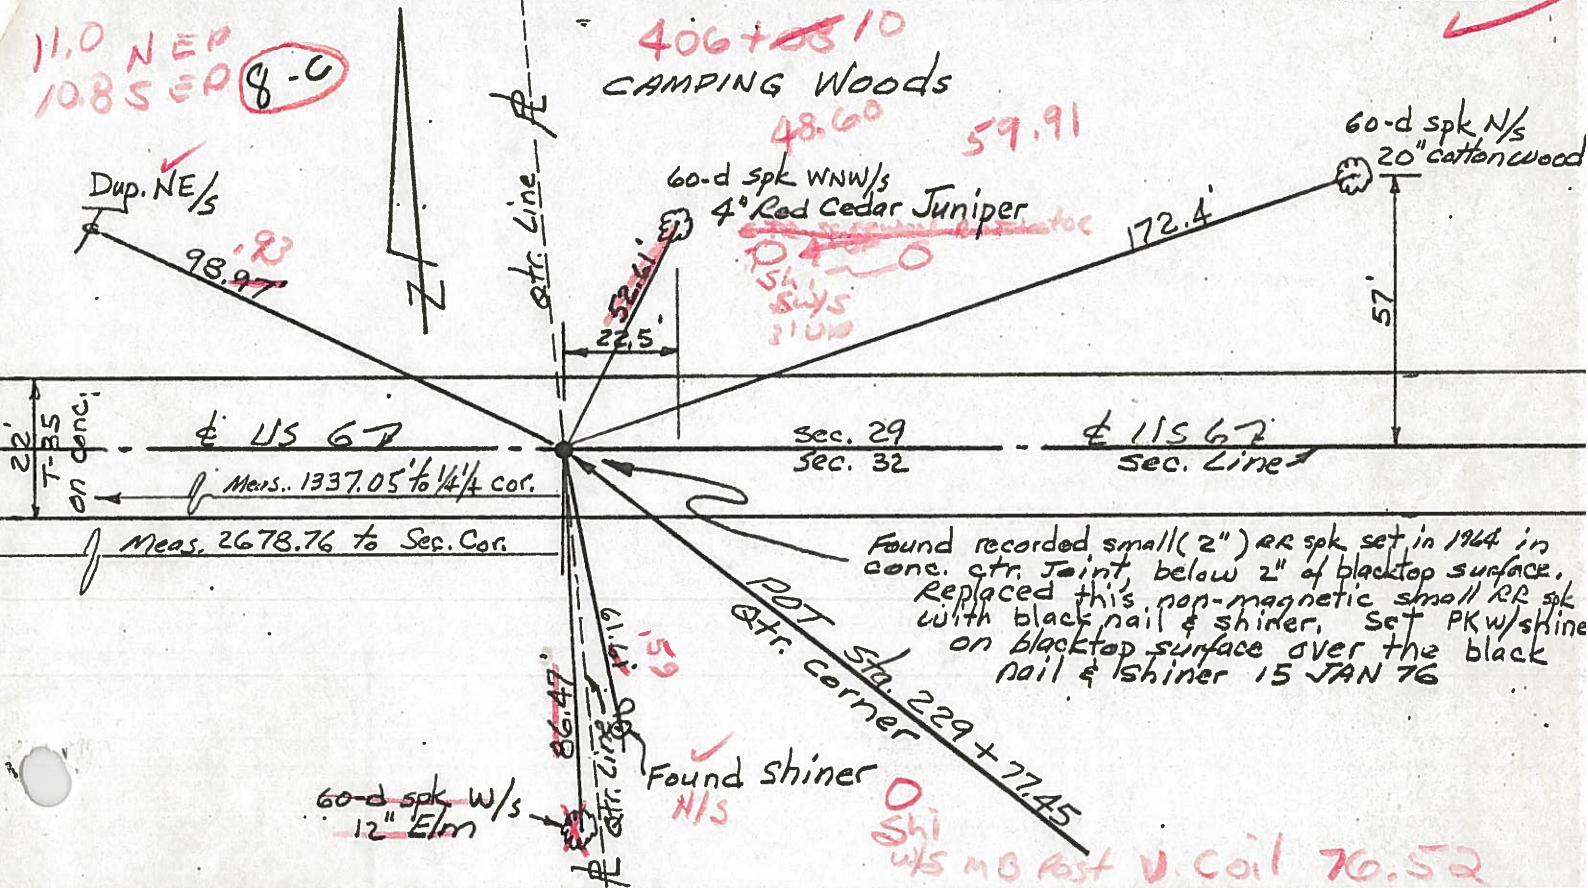 11.0 NEP
10.8 SEP
8-C
406+08 10
CAMPING Woods
48.60
59.91
60-d spk N/s
20" cottonwood
Dup. NE/s
60-d spk WNW/s
4" Red Cedar Juniper
Shi
SW/s
98.97
.93
52.61'
22.5'
172.4'
57'
Qtr. Line
PL
Z
22'
T-35
on conc.
℄ US 67
sec. 29
Sec. 32
℄ US 67
Sec. Line
Meas. 1337.05' to 1/4 1/4 cor.
Meas. 2678.76 to Sec. Cor.
Found recorded small (2") RR spk set in 1964 in
conc. ctr. Joint, below 2" of blacktop surface.
Replaced this non-magnetic small RR spk
with black nail & shiner. Set PK w/shine
on blacktop surface over the black
nail & shiner 15 JAN 76
POT Sta. 229+77.45
Qtr. corner
.59
86.47'
Qtr. Line
PL
Found Shiner
N/S
60-d spk W/s
12" Elm
Shi
W/S MB Post V. Coil 76.52